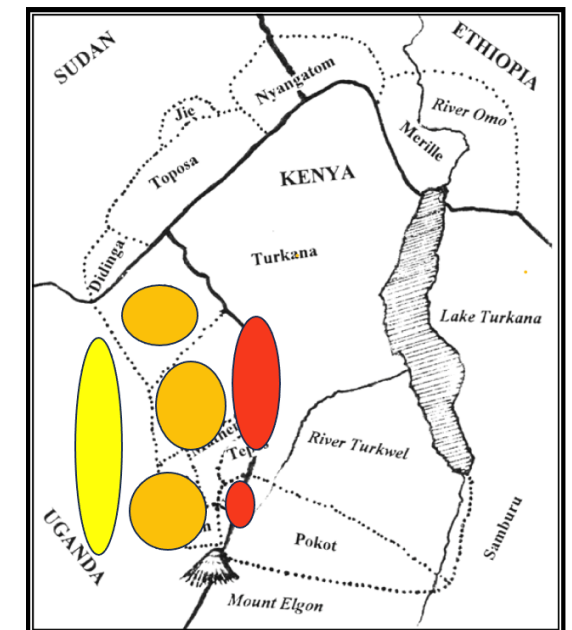 SUDAN
ETHIOPIA
Nyangatom
Jie
River Omo
Merille
Toposa
KENYA
Didinga
Turkana
Lake Turkana
River Turkwel
Samburu
Pokot
UGANDA
Mount Elgon